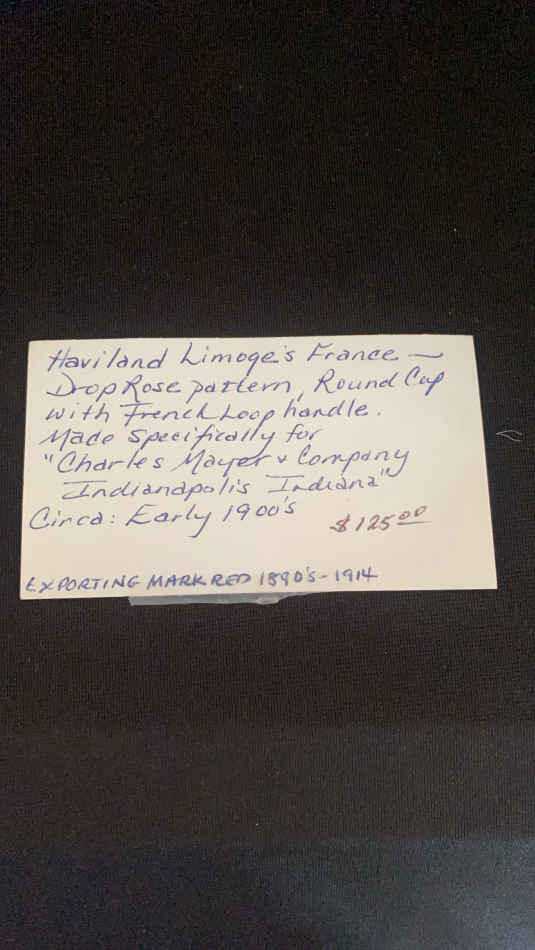 Haviland Limoge's France —
Drop Rose pattern, Round Cup
with French Loop handle.
Made Specifically for
"Charles Mayer & Company
Indianapolis Indiana"
Circa: Early 1900's
$125.00
EXPORTING MARK RED 1890's - 1914